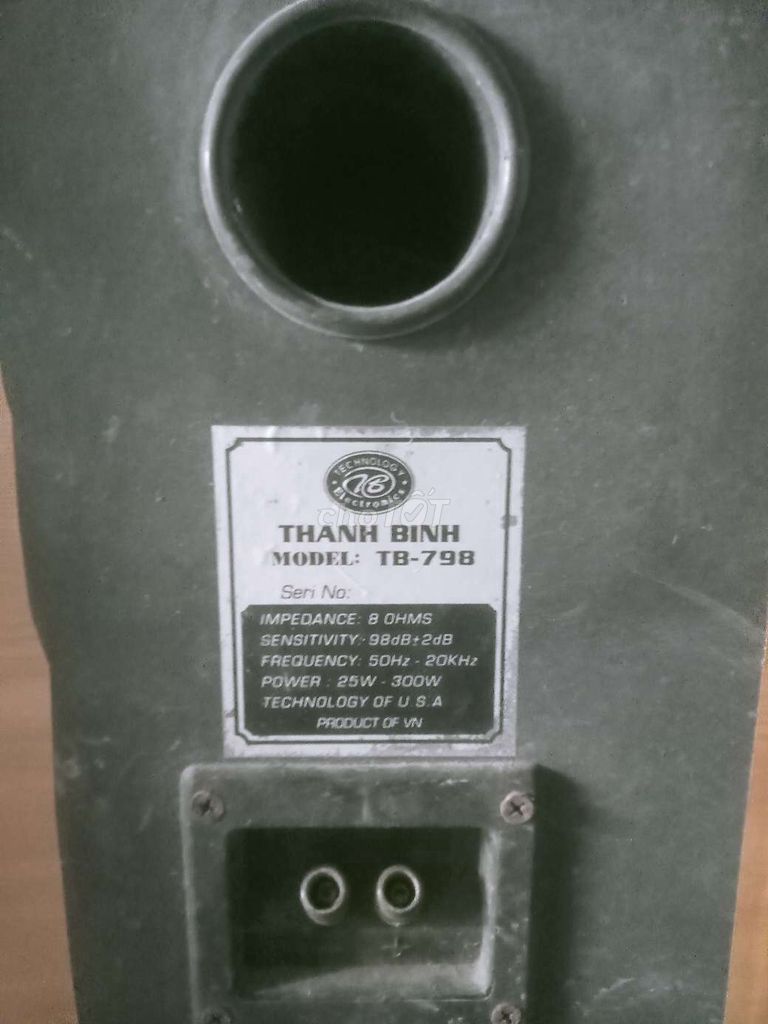 TECHNOLOGY
TB
Electronics
chợTỐT
THANH BINH
MODEL: TB-798
Seri No:
IMPEDANCE: 8 OHMS
SENSITIVITY: 98dB±2dB
FREQUENCY: 50Hz - 20KHz
POWER : 25W - 300W
TECHNOLOGY OF U.S.A
PRODUCT OF VN